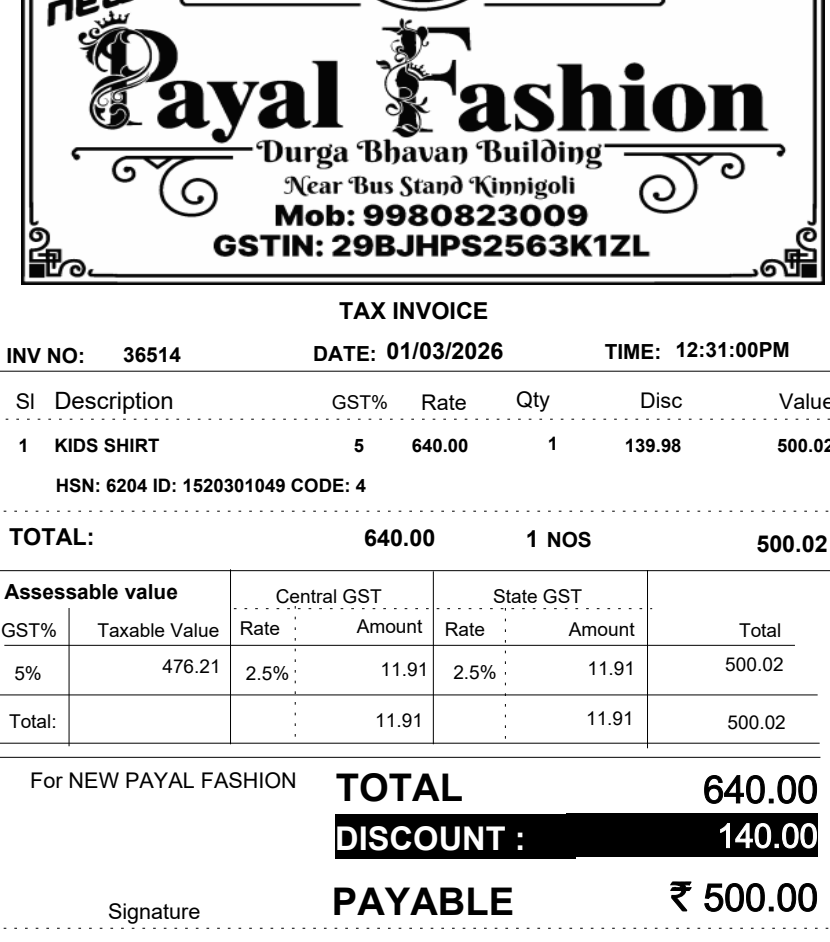 new
Payal Fashion
Durga Bhavan Building
Near Bus Stand Kinnigoli
Mob: 9980823009
GSTIN: 29BJHPS2563K1ZL
TAX INVOICE
INV NO: 36514 DATE: 01/03/2026 TIME: 12:31:00PM
Sl Description GST% Rate Qty Disc Value
1 KIDS SHIRT 5 640.00 1 139.98 500.02
HSN: 6204 ID: 1520301049 CODE: 4
TOTAL: 640.00 1 NOS 500.02
Assessable value Central GST State GST
GST% Taxable Value Rate Amount Rate Amount Total
5% 476.21 2.5% 11.91 2.5% 11.91 500.02
Total: 11.91 11.91 500.02
For NEW PAYAL FASHION TOTAL 640.00
DISCOUNT : 140.00
Signature PAYABLE ₹ 500.00